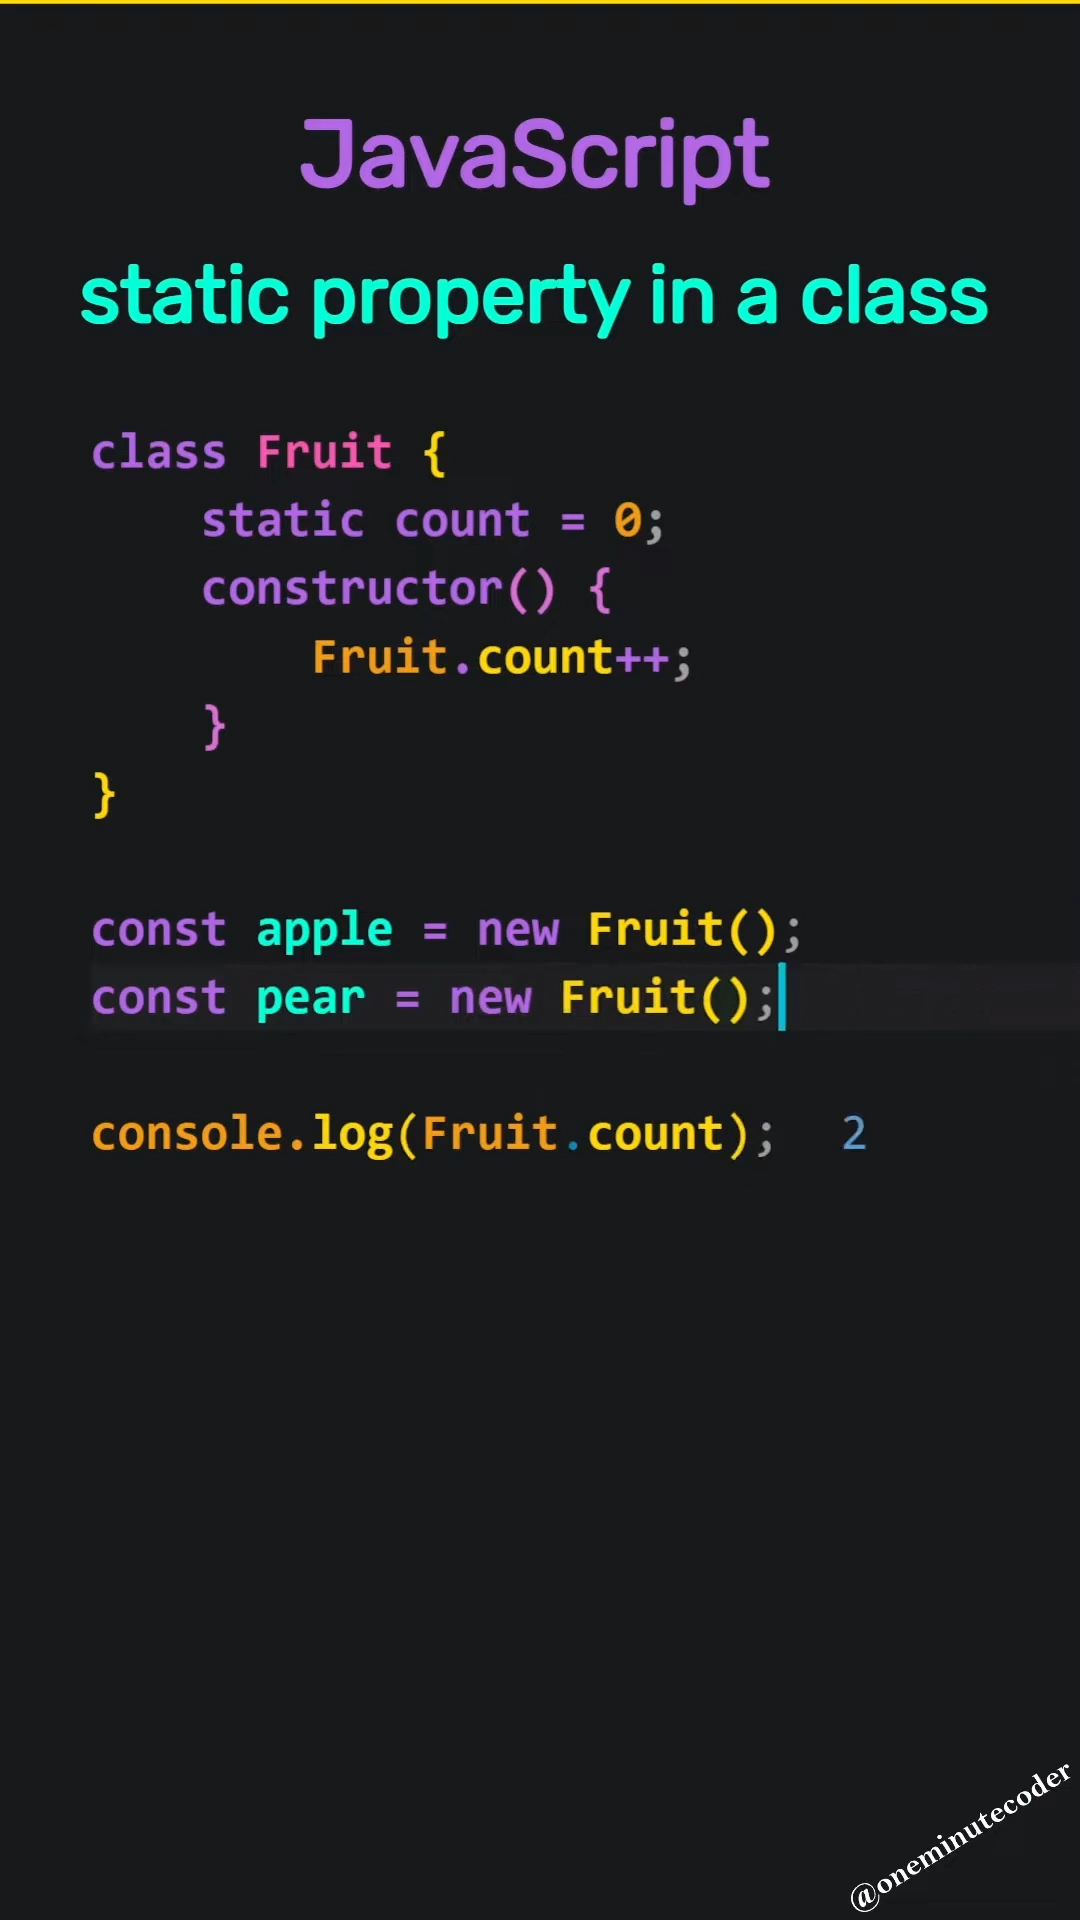 JavaScript
static property in a class
class Fruit {
static count = 0;
constructor() {
Fruit.count++;
}
}
const apple = new Fruit();
const pear = new Fruit();
console.log(Fruit.count); 2
@oneminutecoder